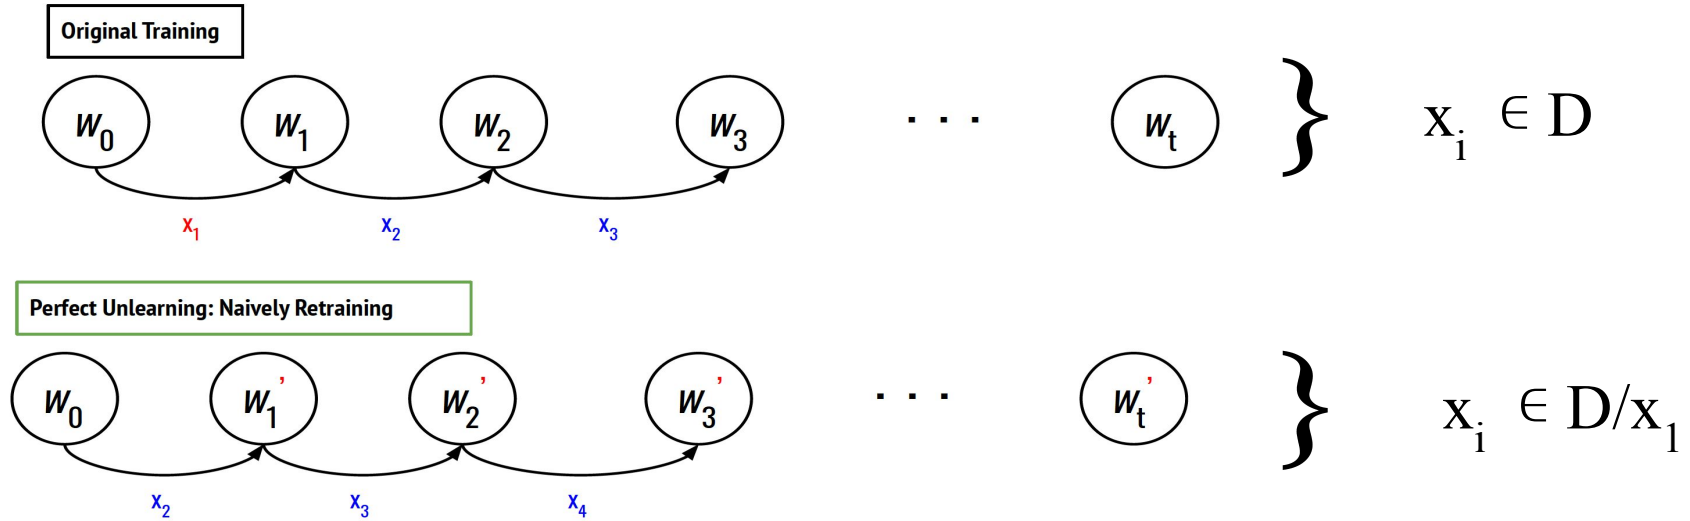 Original Training
w₀ w₁ w₂ w₃ . . . wₜ } xᵢ ∈ D
x₁ x₂ x₃
Perfect Unlearning: Naively Retraining
w₀ w₁' w₂' w₃' . . . wₜ' } xᵢ ∈ D/x₁
x₂ x₃ x₄